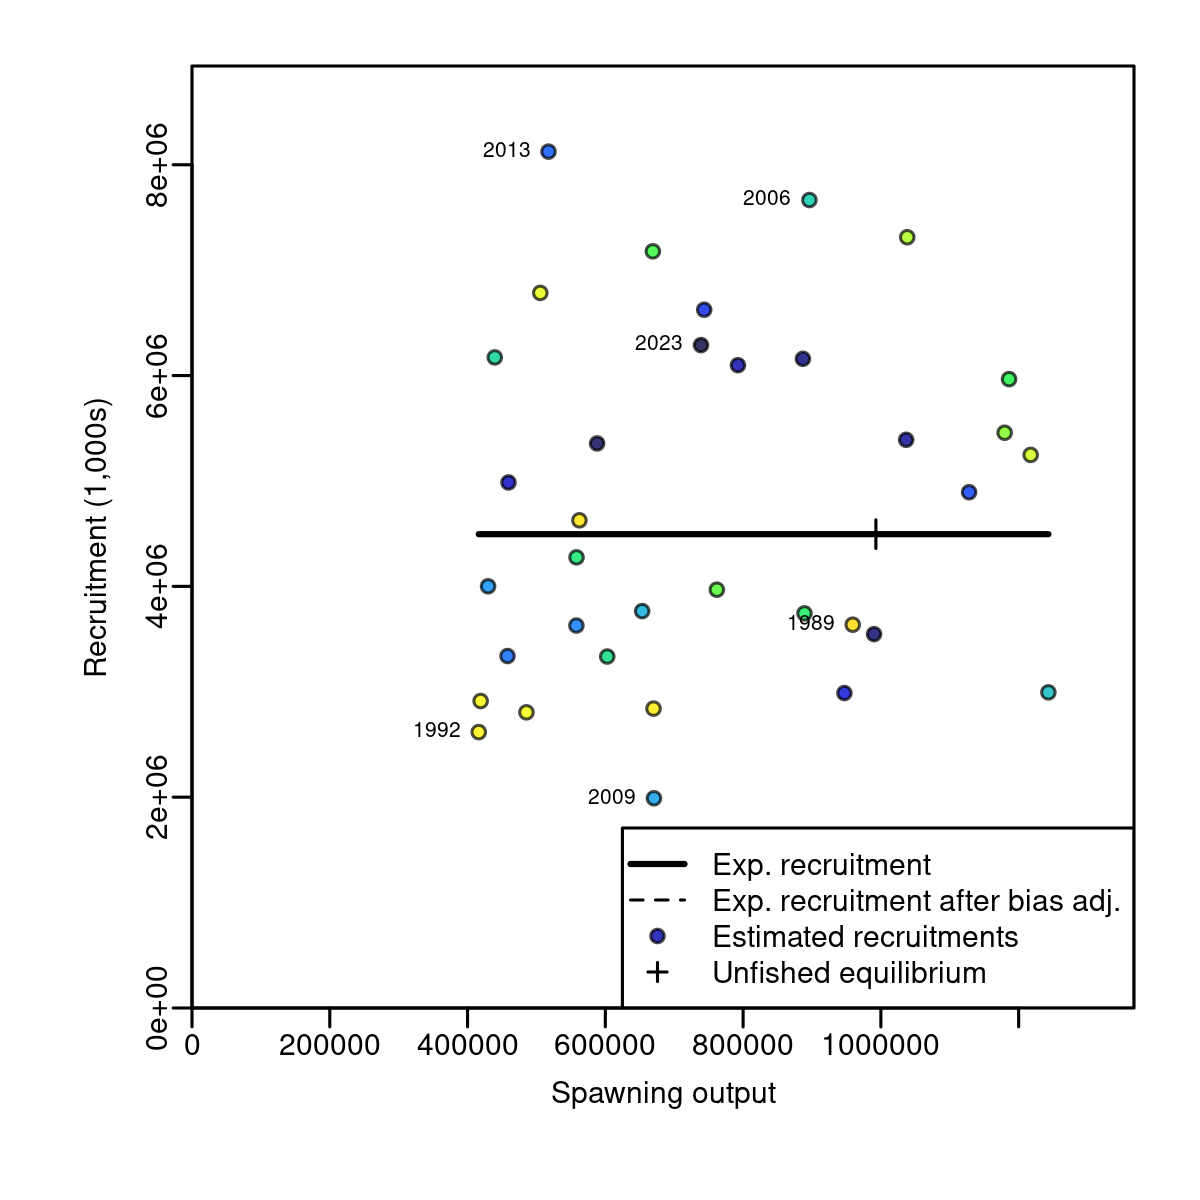 2013
2006
2023
1989
1992
2009
8e+06
6e+06
4e+06
2e+06
0e+00
Recruitment (1,000s)
Exp. recruitment
Exp. recruitment after bias adj.
Estimated recruitments
Unfished equilibrium
0 200000 400000 600000 800000 1000000
Spawning output